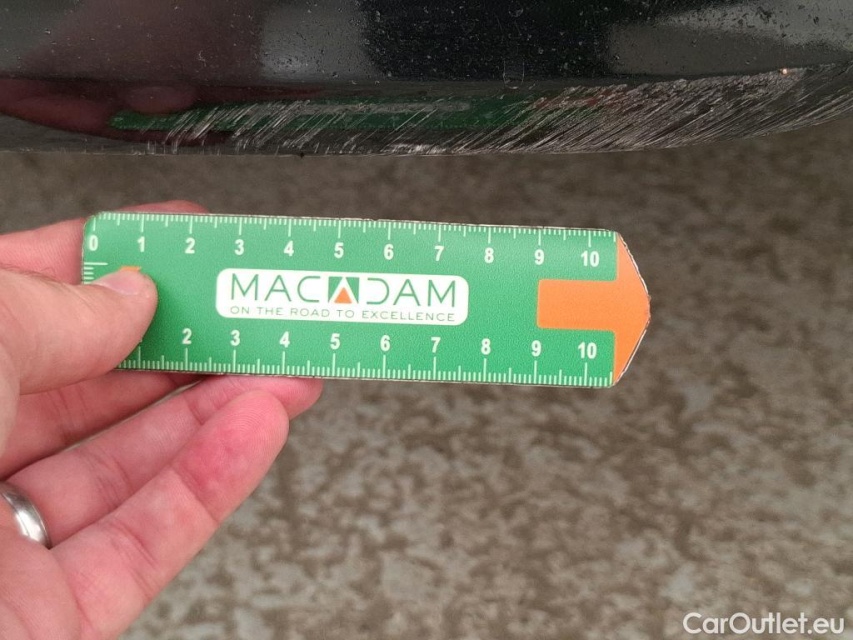 0 1 2 3 4 5 6 7 8 9 10
MACADAM
ON THE ROAD TO EXCELLENCE
2 3 4 5 6 7 8 9 10
CarOutlet.eu